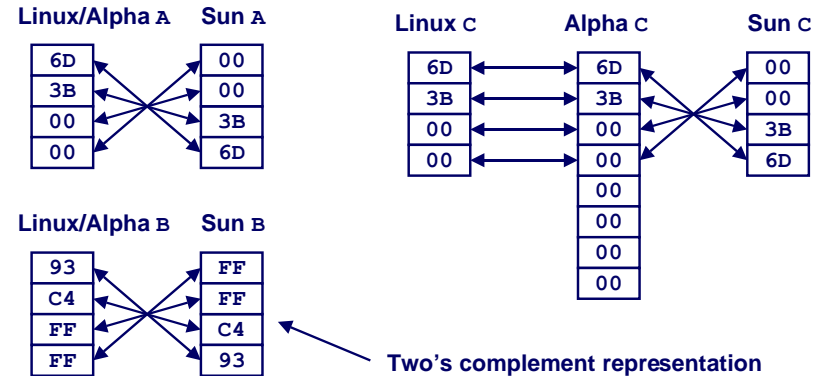 Linux/Alpha A Sun A
6D 00
3B 00
00 3B
00 6D
Linux/Alpha B Sun B
93 FF
C4 FF
FF C4
FF 93
Linux C Alpha C Sun C
6D 6D 00
3B 3B 00
00 00 3B
00 00 6D
00
00
00
00
Two's complement representation